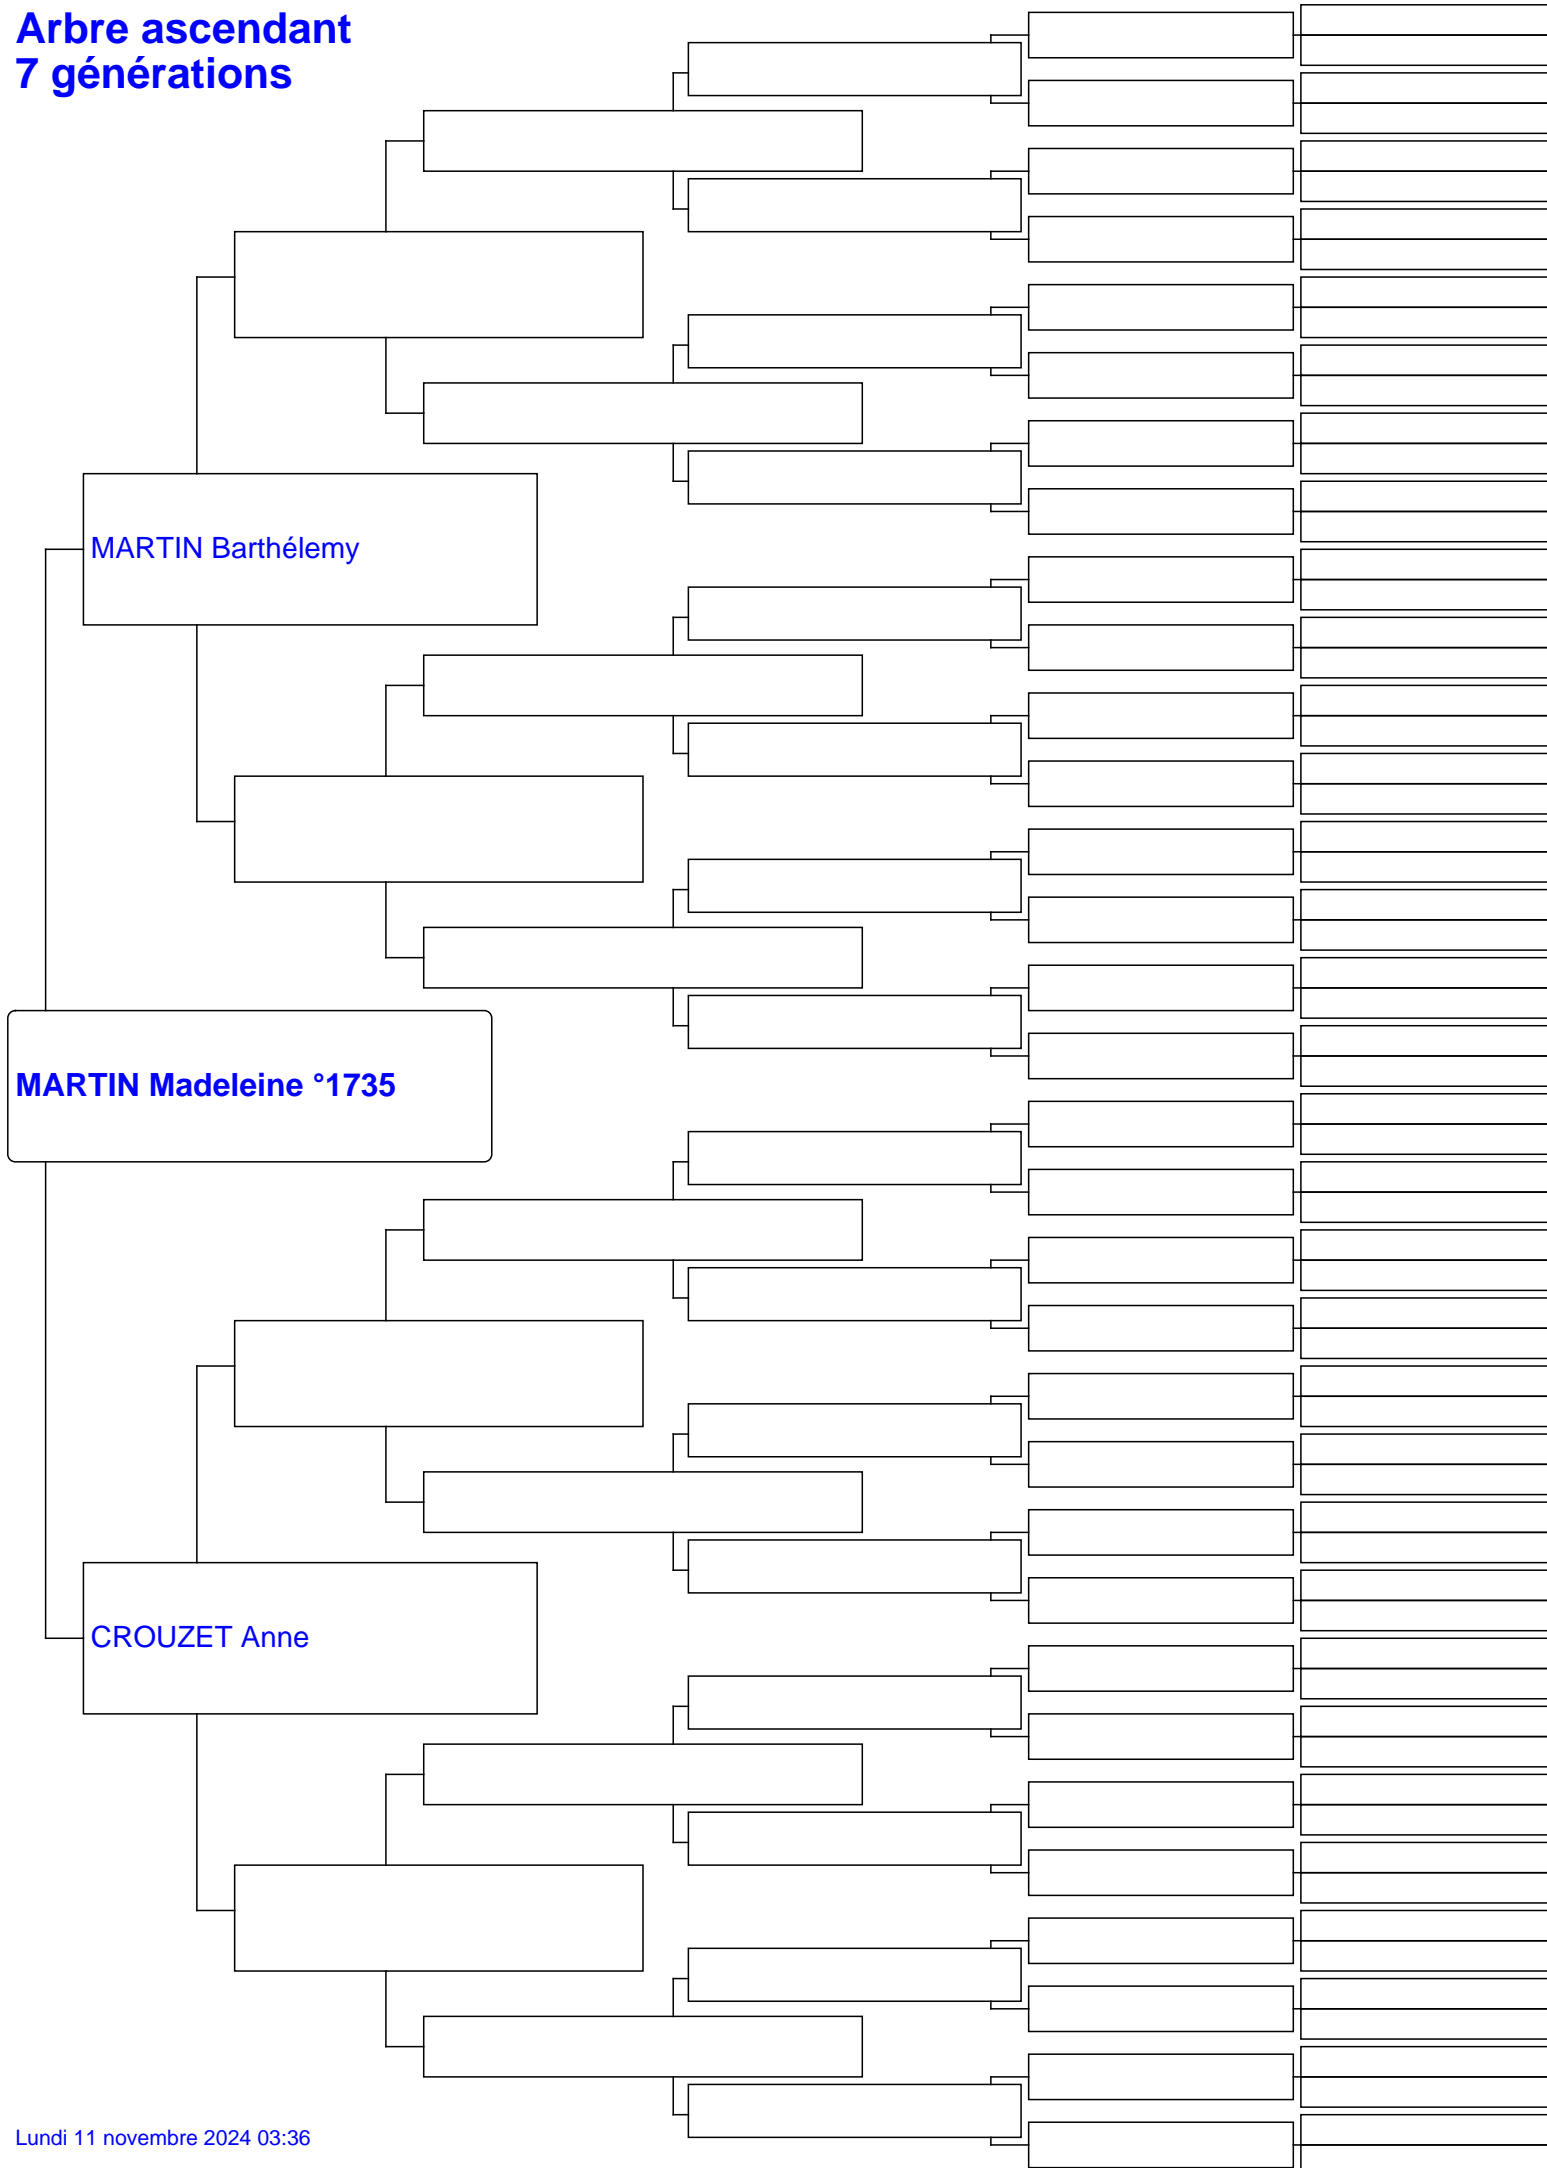 Arbre ascendant
7 générations
MARTIN Barthélemy
MARTIN Madeleine °1735
CROUZET Anne
Lundi 11 novembre 2024 03:36